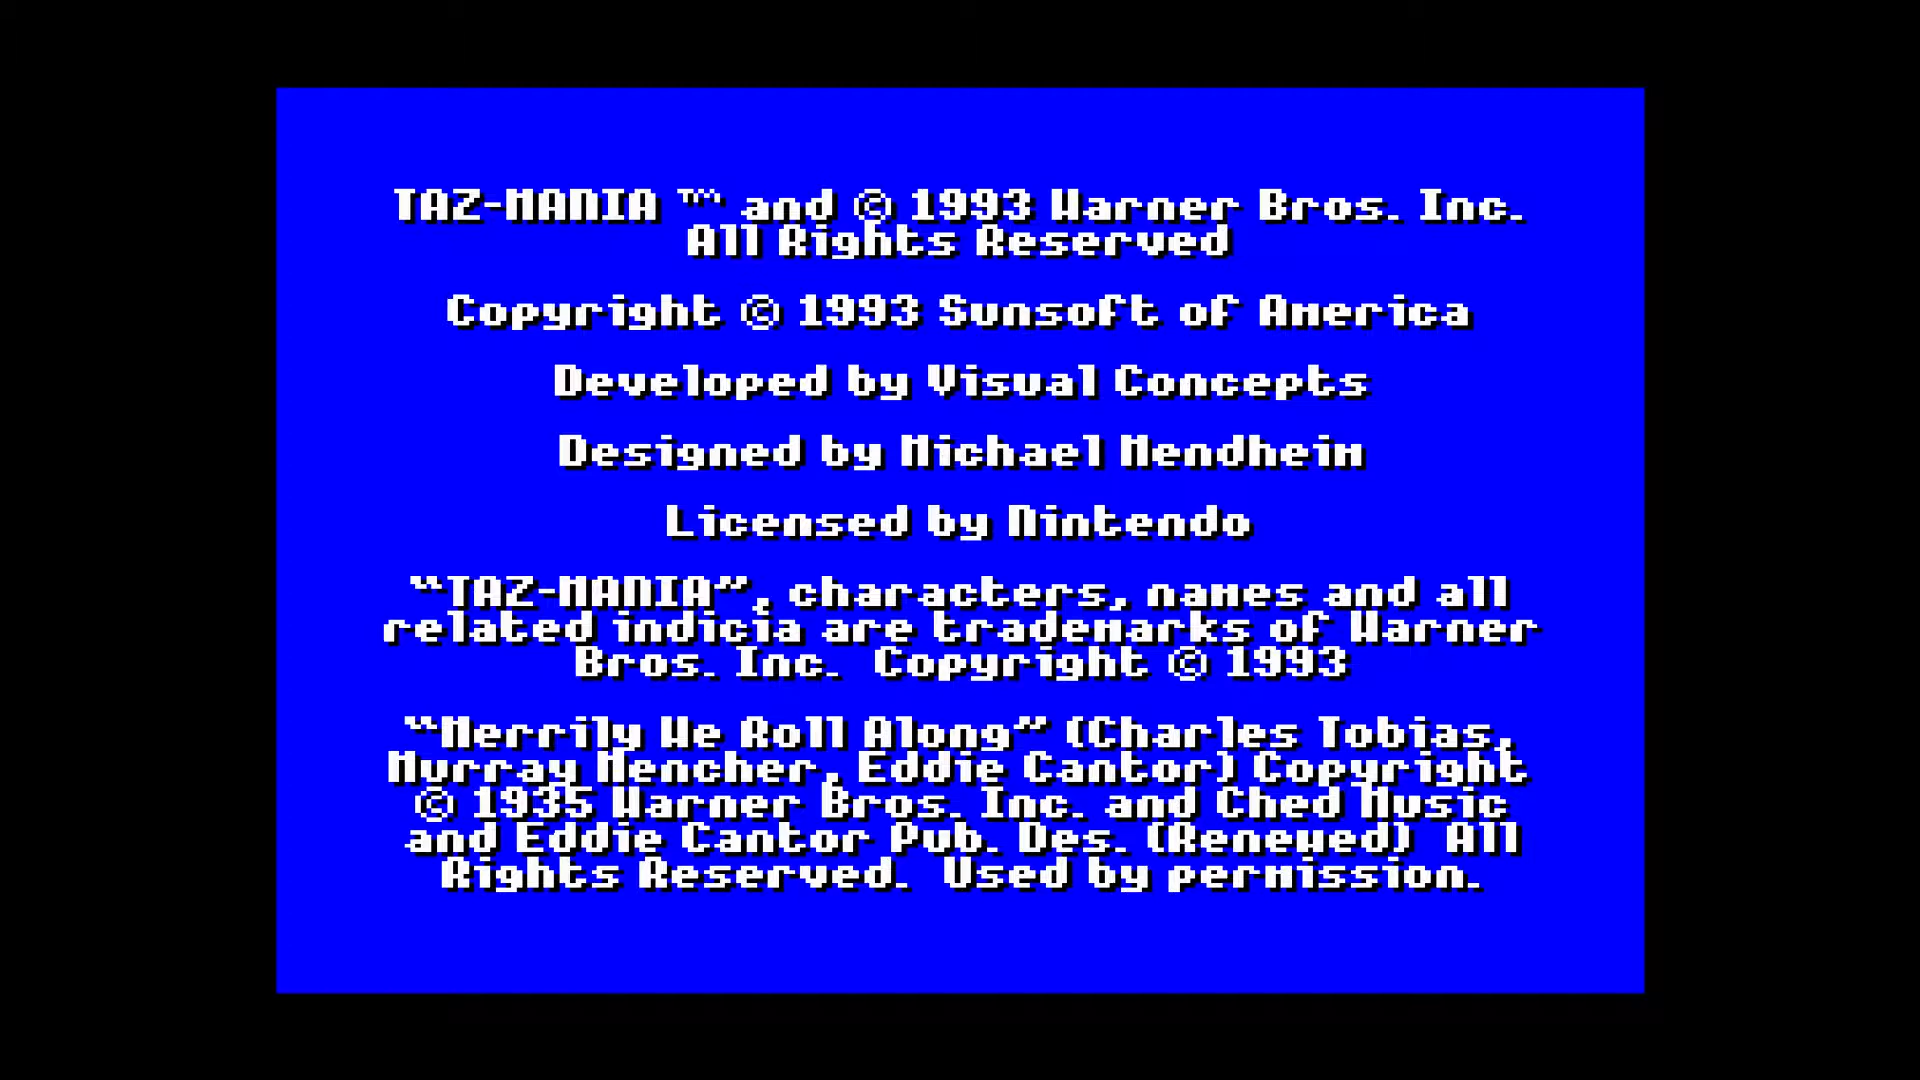 TAZ-MANIA ™ and © 1993 Warner Bros. Inc.
All Rights Reserved
Copyright © 1993 Sunsoft of America
Developed by Visual Concepts
Designed by Michael Mendheim
Licensed by Nintendo
“TAZ-MANIA”, characters, names and all
related indicia are trademarks of Warner
Bros. Inc.  Copyright © 1993
“Merrily We Roll Along” (Charles Tobias,
Murray Mencher, Eddie Cantor) Copyright
© 1935 Warner Bros. Inc. and Ched Music
and Eddie Cantor Pub. Des. (Renewed)  All
Rights Reserved.  Used by permission.